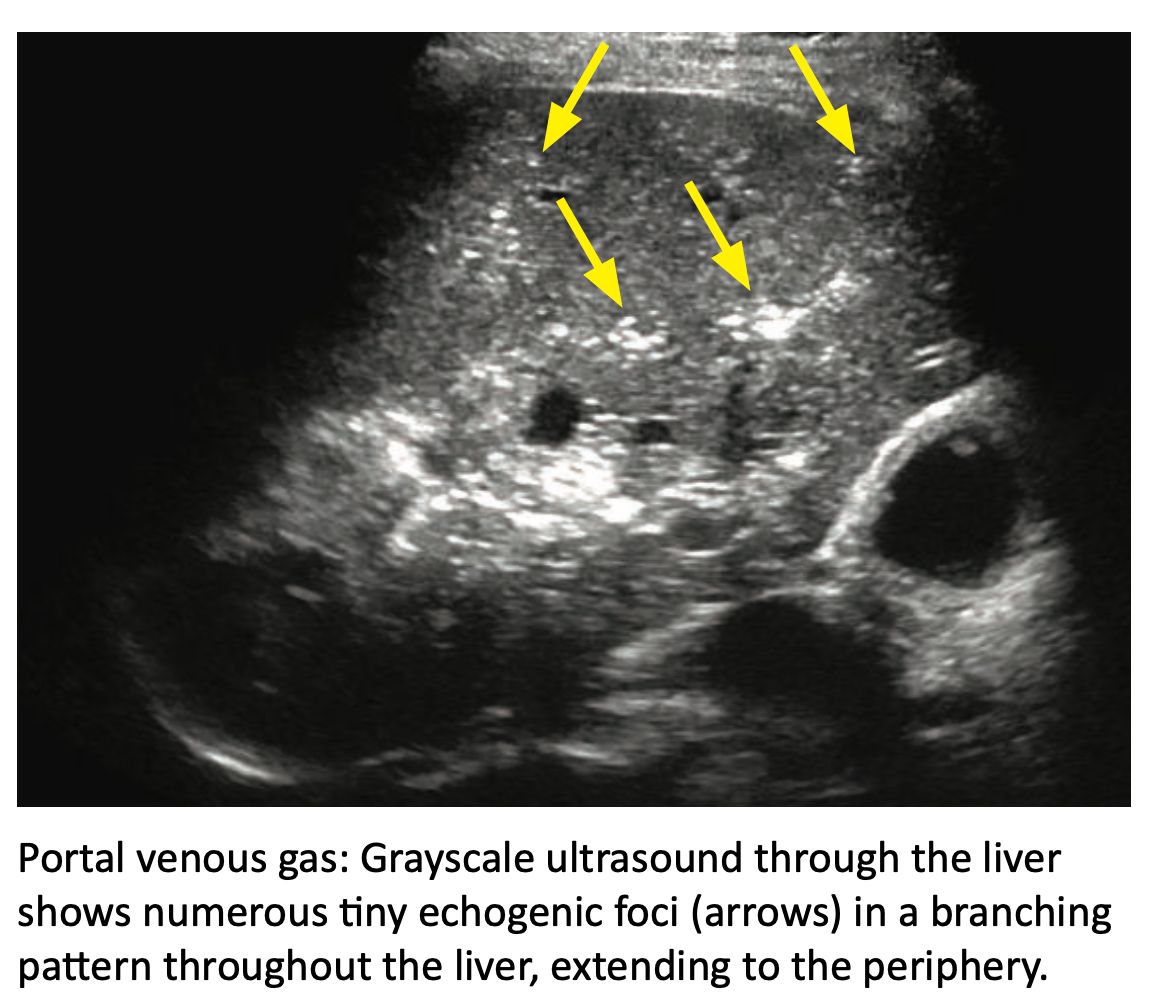 Portal venous gas: Grayscale ultrasound through the liver
shows numerous tiny echogenic foci (arrows) in a branching
pattern throughout the liver, extending to the periphery.